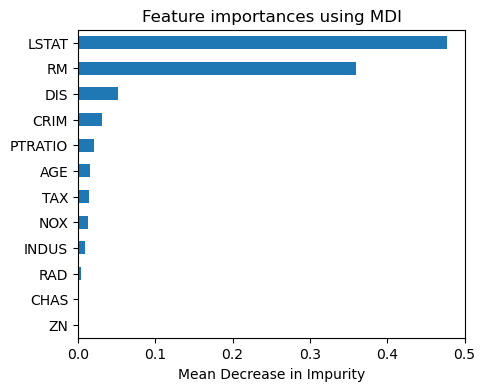 Feature importances using MDI
LSTAT
RM
DIS
CRIM
PTRATIO
AGE
TAX
NOX
INDUS
RAD
CHAS
ZN
0.0 0.1 0.2 0.3 0.4 0.5
Mean Decrease in Impurity